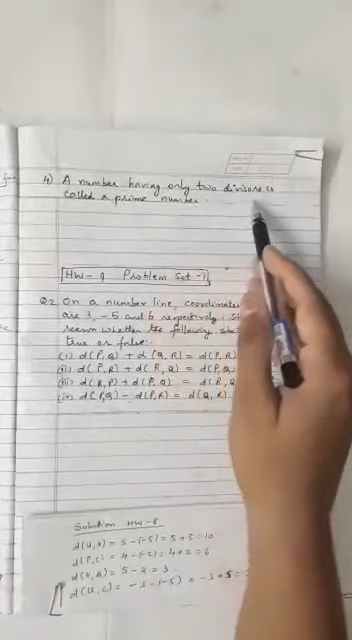 4) A number having only two divisors is
called a prime number.
HW-9 Problem Set-1
Q2 On a number line, coordinates
are 3, -5 and 6 respectively. St
reason whether the following sta
true or false:-
(i) d(P,Q) + d(Q,R) = d(P,R)
(ii) d(P,R) + d(R,Q) = d(P,Q)
(iii) d(R,P) + d(P,Q) = d(R,Q
(iv) d(P,Q) - d(P,R) = d(Q,R)
Solution HW-8
d(U,V) = 5-(-5) = 5+5=10
d(P,C) = 4-(-2) = 4+2=6
d(V,B) = 5-2 = 3.
d(U,L) = -3-(-5) = -3+5=